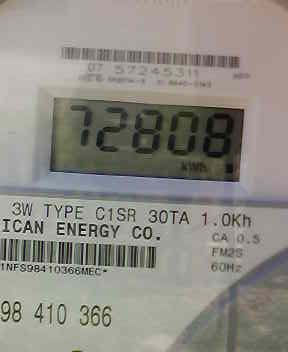 07 57245311
72808
kWh
3W TYPE C1SR 30TA 1.0Kh
ICAN ENERGY CO.
CA 0.5
FM2S
60Hz
1NFS98410366MEC*
98 410 366